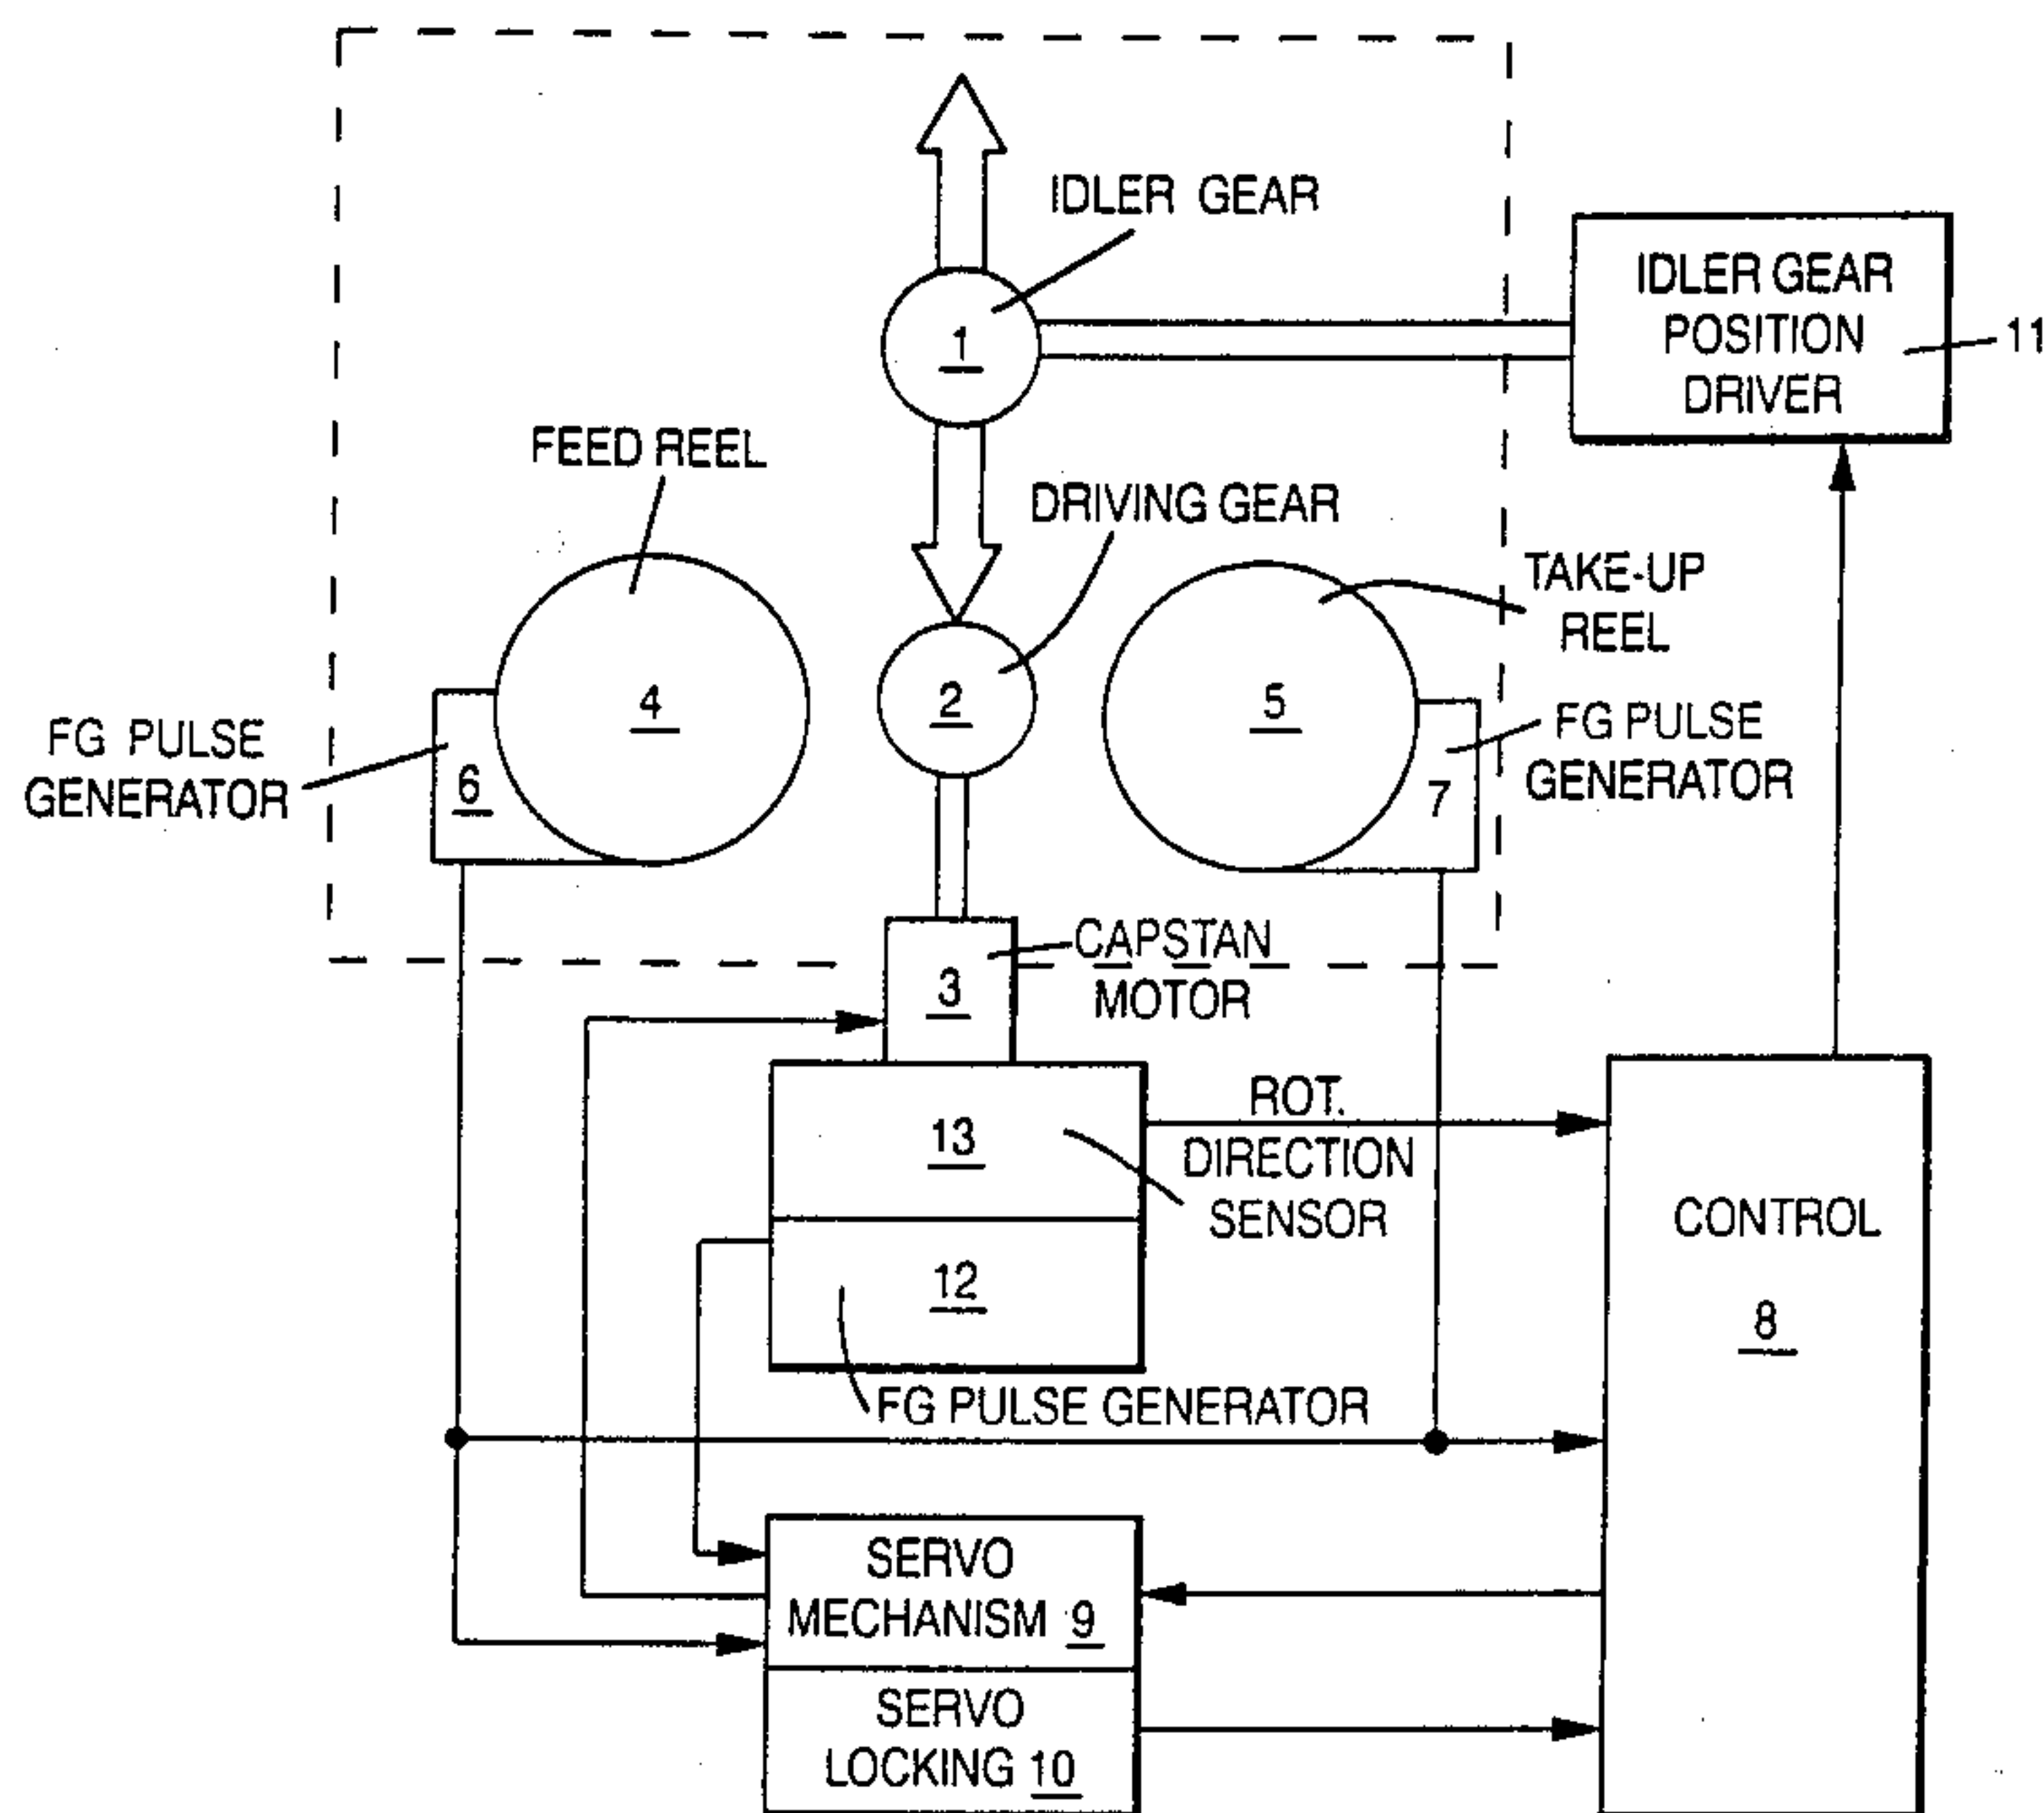 IDLER GEAR
1
IDLER GEAR
POSITION
DRIVER
11
FEED REEL
DRIVING GEAR
TAKE-UP
REEL
4
2
5
FG PULSE
GENERATOR
6
FG PULSE
GENERATOR
7
CAPSTAN
MOTOR
3
ROT.
DIRECTION
SENSOR
13
CONTROL
8
12
FG PULSE GENERATOR
SERVO
MECHANISM 9
SERVO
LOCKING 10